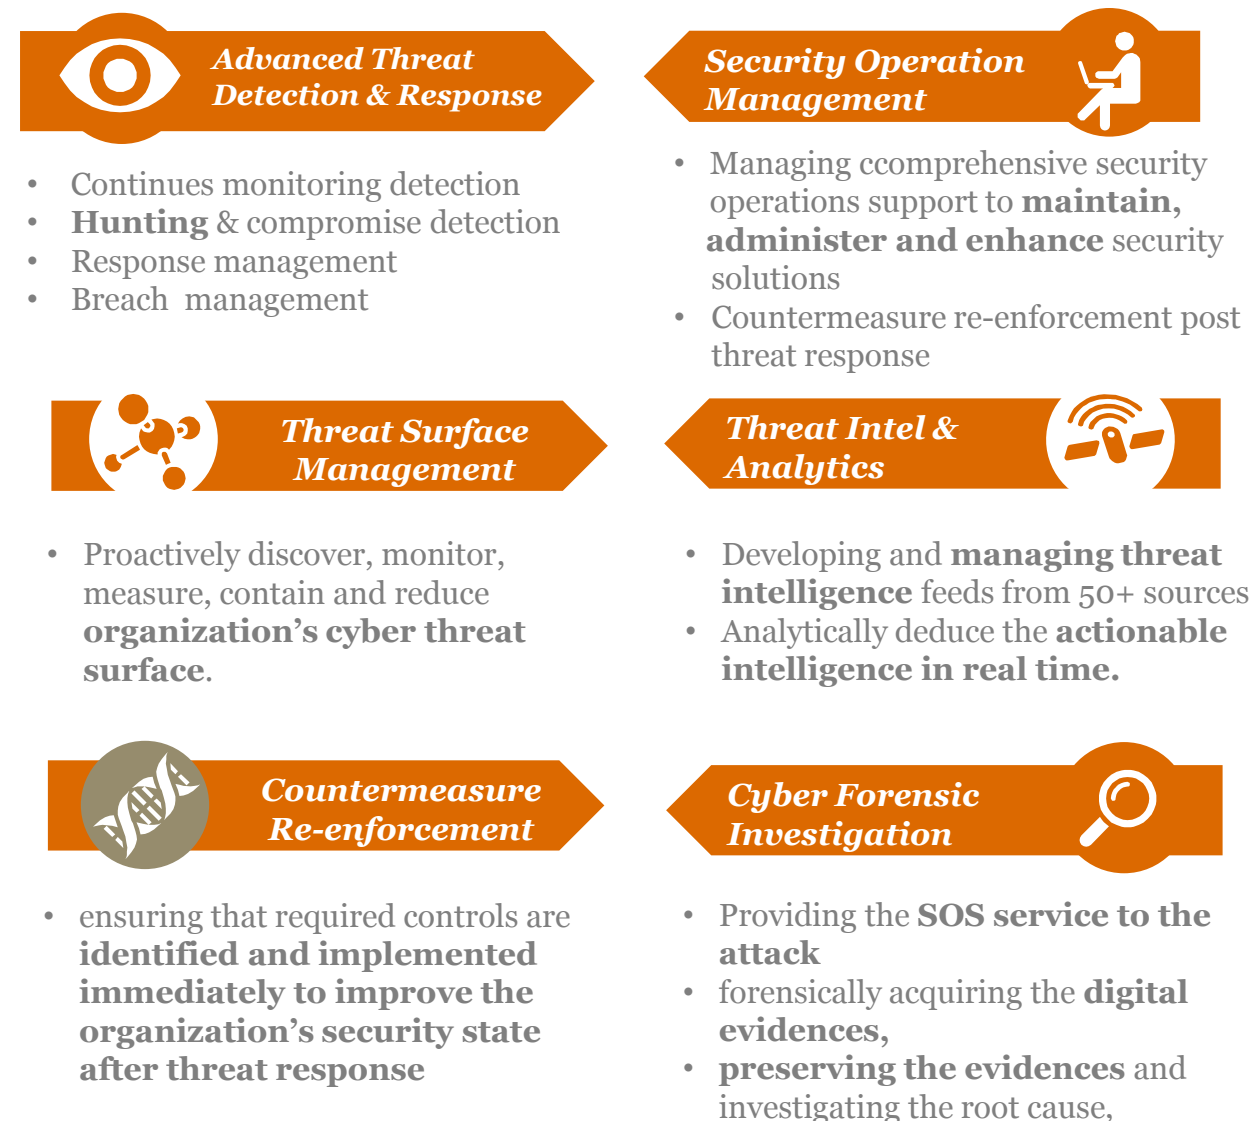 Advanced Threat
Detection & Response
• Continues monitoring detection
• Hunting & compromise detection
• Response management
• Breach  management
Security Operation
Management
• Managing ccomprehensive security
operations support to maintain,
administer and enhance security
solutions
• Countermeasure re-enforcement post
threat response
Threat Surface
Management
• Proactively discover, monitor,
measure, contain and reduce
organization’s cyber threat
surface.
Threat Intel &
Analytics
• Developing and managing threat
intelligence feeds from 50+ sources
• Analytically deduce the actionable
intelligence in real time.
Countermeasure
Re-enforcement
• ensuring that required controls are
identified and implemented
immediately to improve the
organization’s security state
after threat response
Cyber Forensic
Investigation
• Providing the SOS service to the
attack
• forensically acquiring the digital
evidences,
• preserving the evidences and
investigating the root cause,